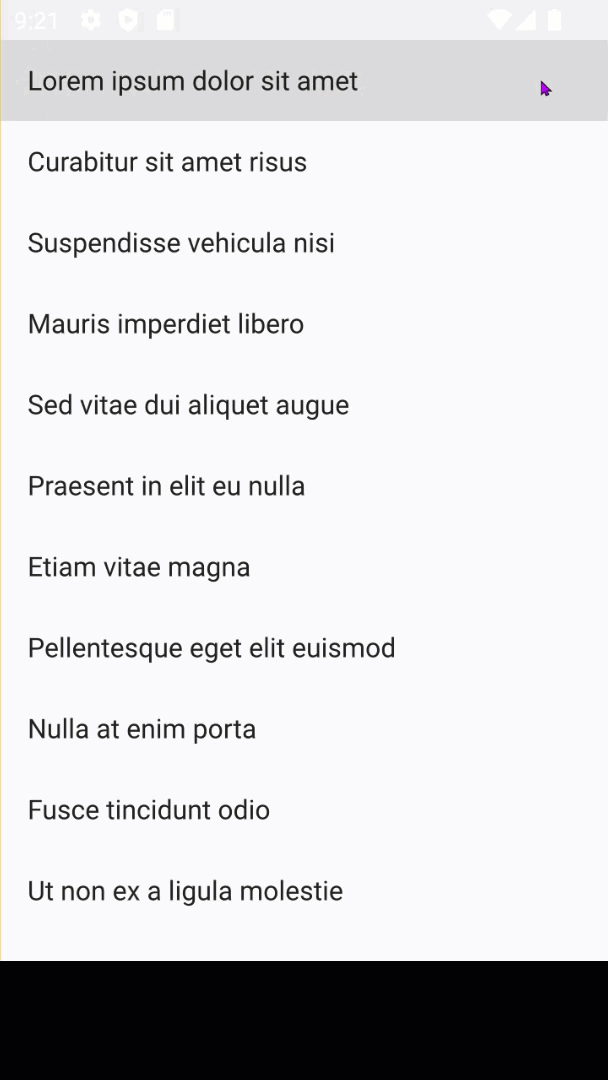 9:21
Lorem ipsum dolor sit amet
Curabitur sit amet risus
Suspendisse vehicula nisi
Mauris imperdiet libero
Sed vitae dui aliquet augue
Praesent in elit eu nulla
Etiam vitae magna
Pellentesque eget elit euismod
Nulla at enim porta
Fusce tincidunt odio
Ut non ex a ligula molestie